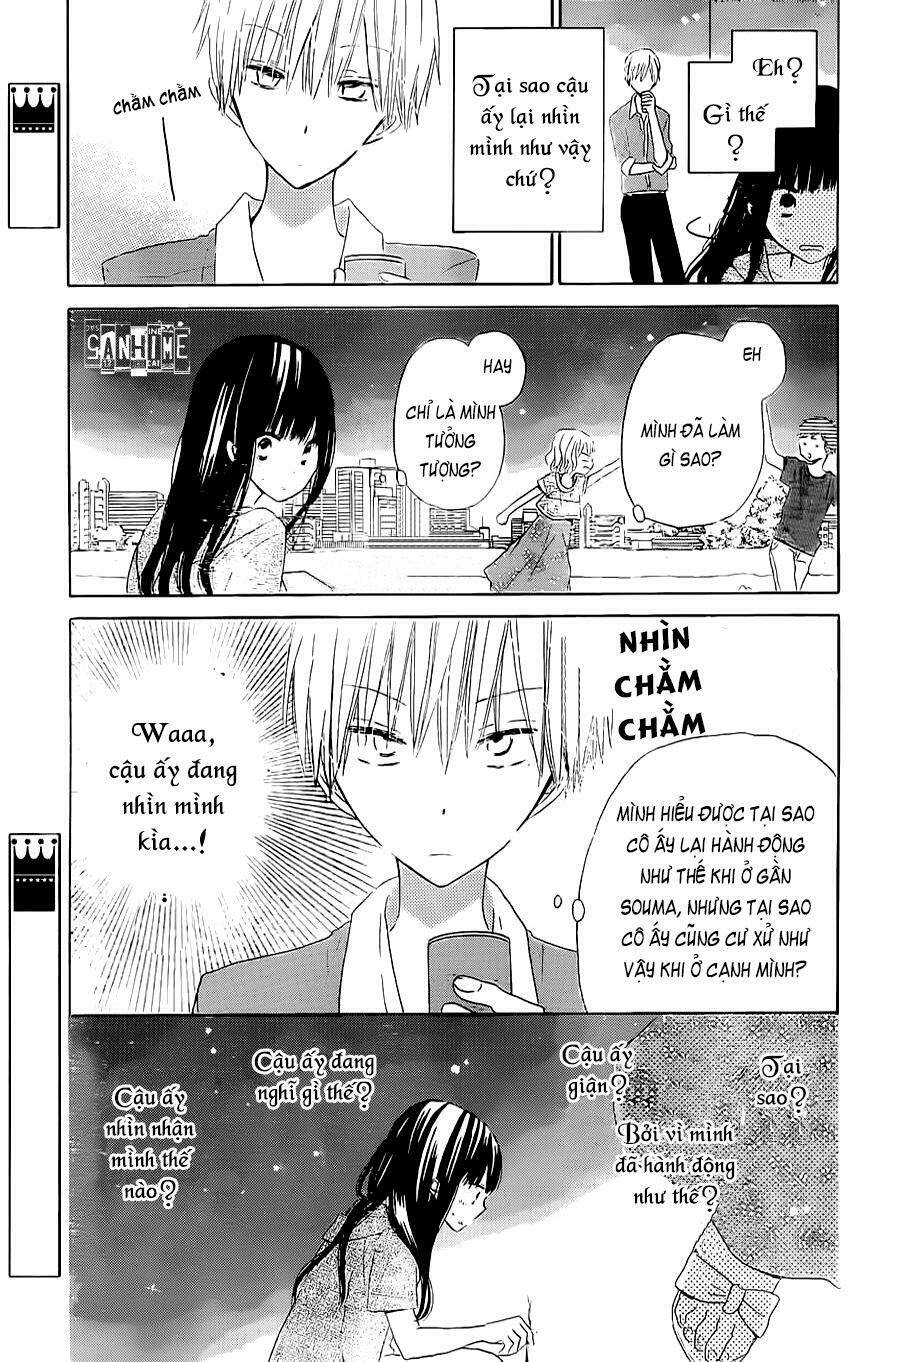 Eh?
Gì thế
?
Tại sao cậu
ấy lại nhìn
mình như vậy
chứ?
chằm chằm
SANHIME
EH
MÌNH ĐÃ LÀM
GÌ SAO?
HAY
CHỈ LÀ MÌNH
TƯỞNG
TƯỢNG?
NHÌN
CHẰM
CHẰM
Waaa,
cậu ấy đang
nhìn mình
kìa...!
MÌNH HIỂU ĐƯỢC TẠI SAO
CÔ ẤY LẠI HÀNH ĐỘNG
NHƯ THẾ KHI Ở GẦN
SOUMA, NHƯNG TẠI SAO
CÔ ẤY CŨNG CƯ XỬ NHƯ
VẬY KHI Ở CẠNH MÌNH?
Tại
sao?
Cậu ấy
giận?
Bởi vì mình
đã hành động
như thế?
Cậu ấy đang
nghĩ gì thế?
Cậu ấy
nhìn nhận
mình thế
nào?